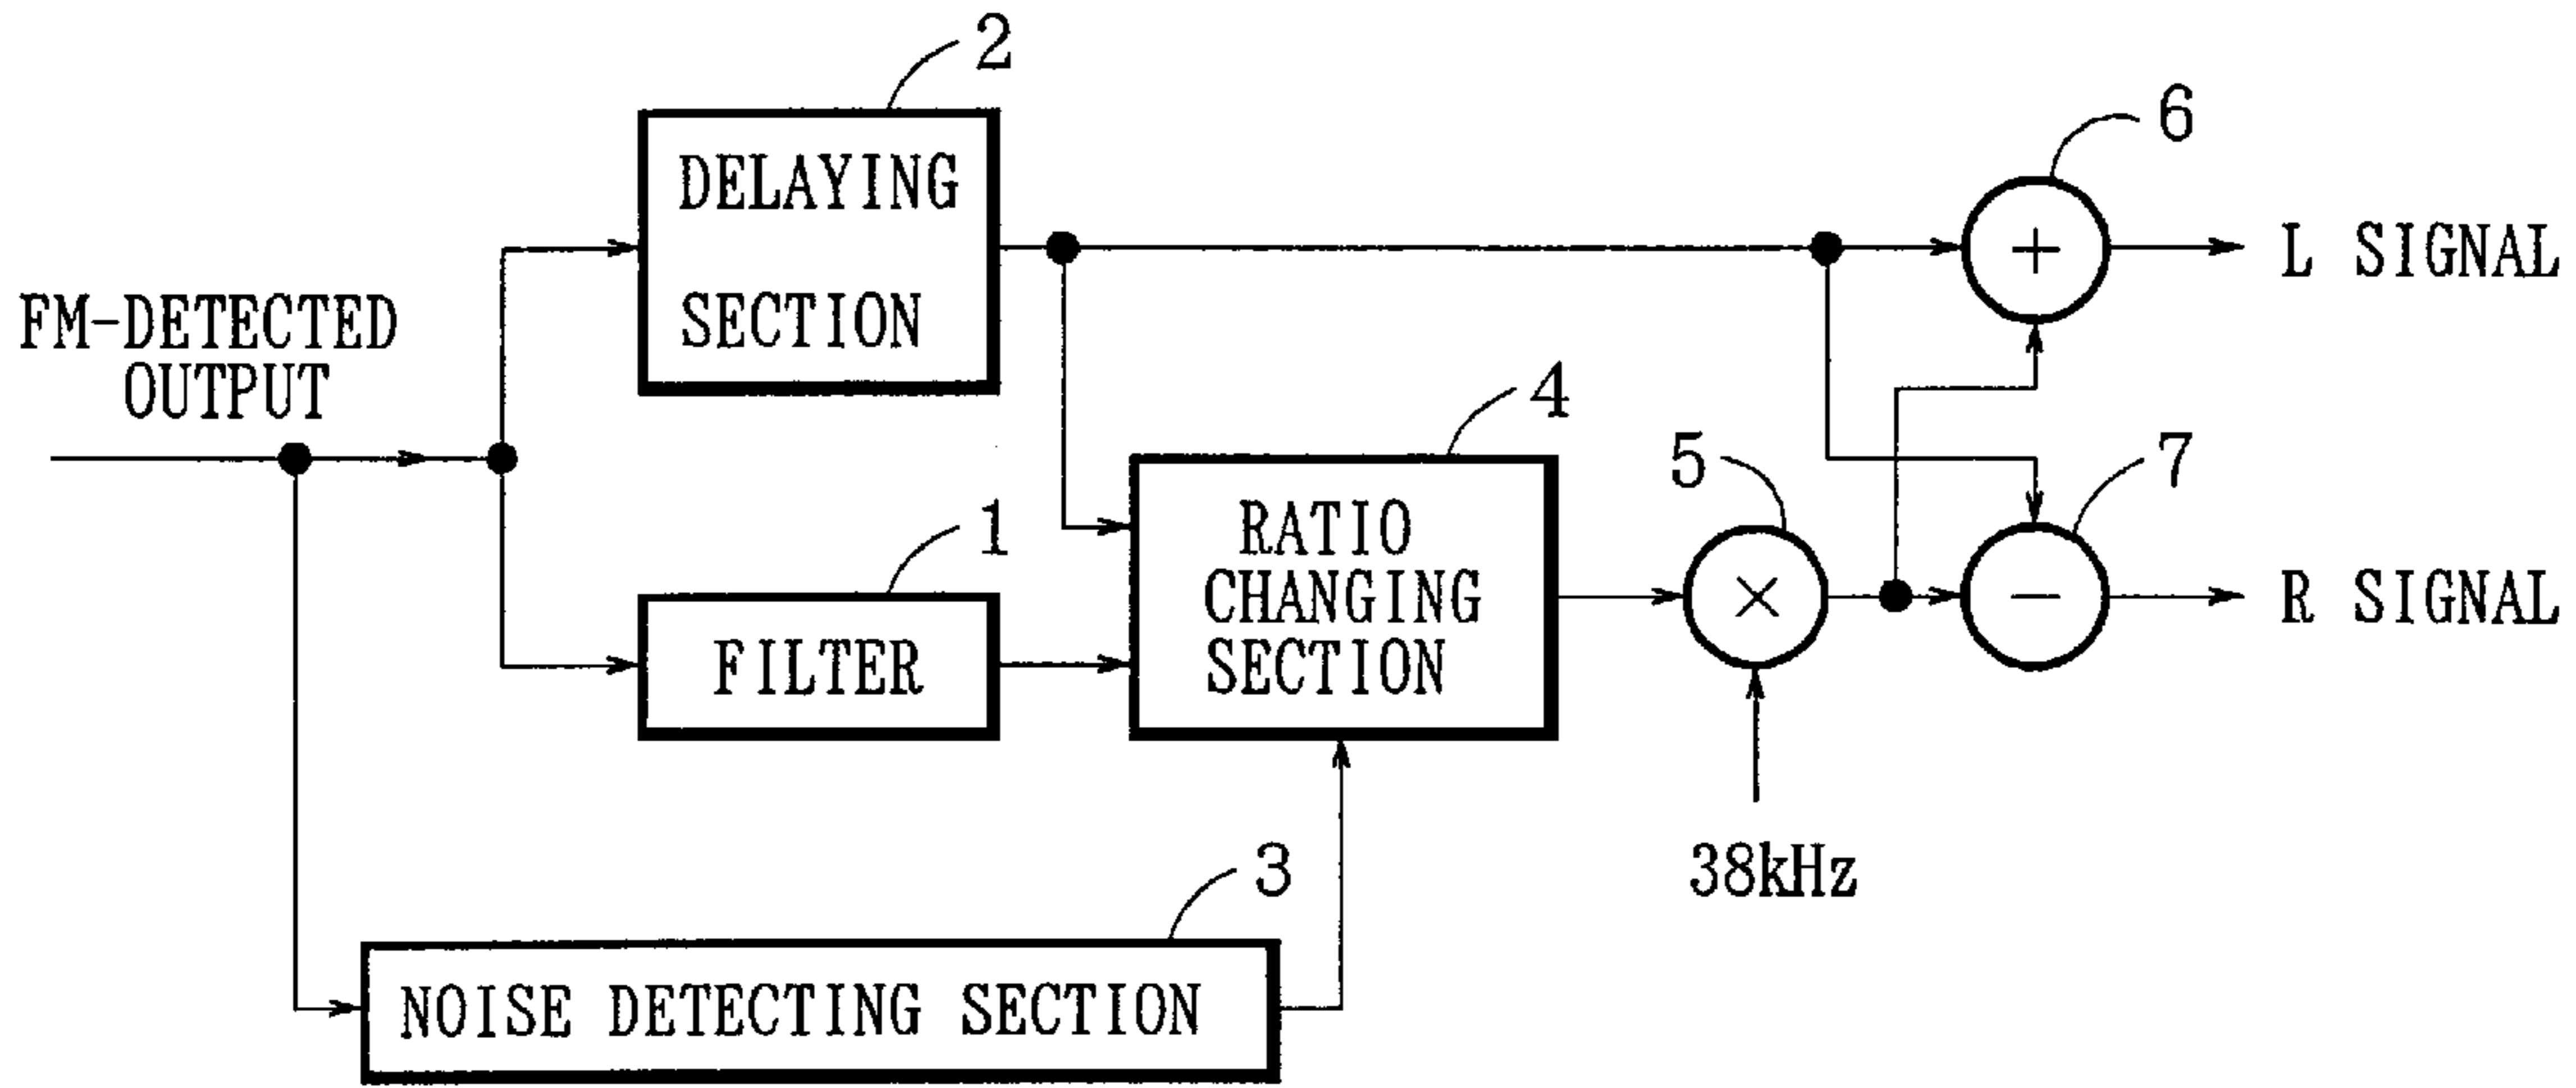 2
6
DELAYING
SECTION
L SIGNAL
FM-DETECTED
OUTPUT
4
5
7
1
RATIO
CHANGING
SECTION
×
R SIGNAL
FILTER
+
−
38kHz
3
NOISE DETECTING SECTION